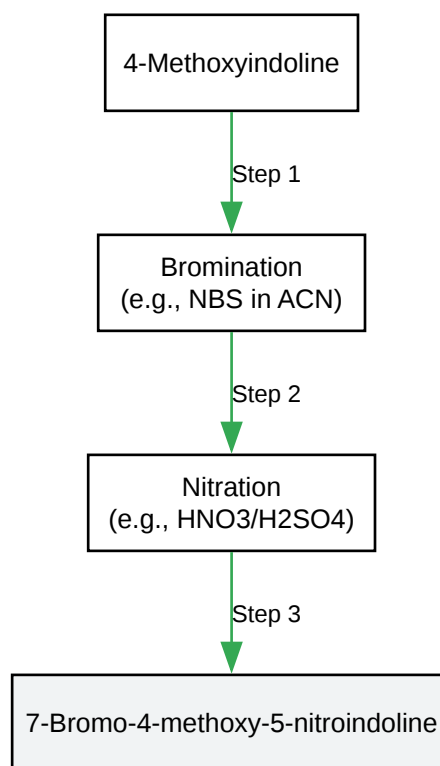 4-Methoxyindoline
Step 1
Bromination
(e.g., NBS in ACN)
Step 2
Nitration
(e.g., HNO3/H2SO4)
Step 3
7-Bromo-4-methoxy-5-nitroindoline